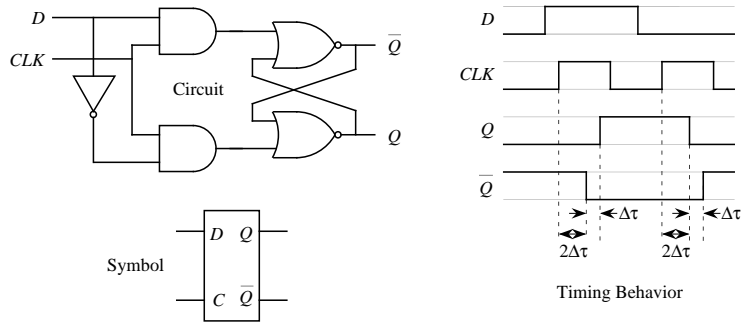 D
CLK
Circuit
Q̅
Q
D Q
C Q̅
Symbol
D
CLK
Q
Q̅
Δτ
Δτ
2Δτ
2Δτ
Timing Behavior